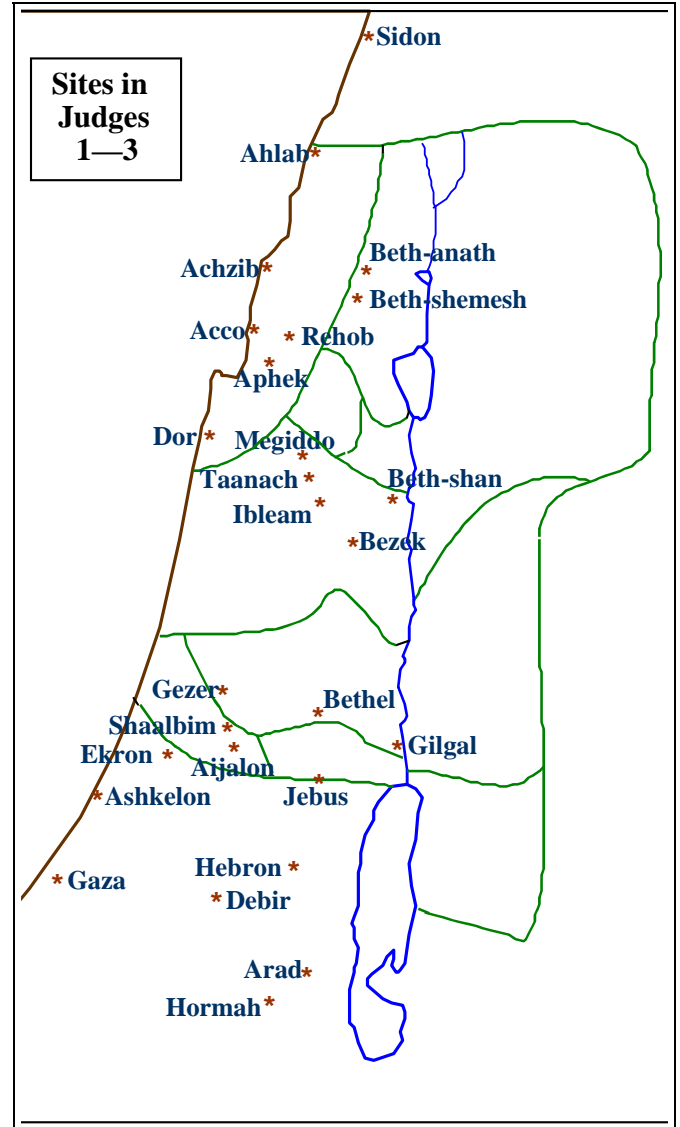 Sidon
Sites in
Judges
1—3
Ahlab
Beth-anath
Achzib
Beth-shemesh
Acco
Rehob
Aphek
Dor
Megiddo
Taanach
Beth-shan
Ibleam
Bezek
Gezer
Bethel
Shaalbim
Gilgal
Ekron
Aijalon
Ashkelon
Jebus
Hebron
Gaza
Debir
Arad
Hormah